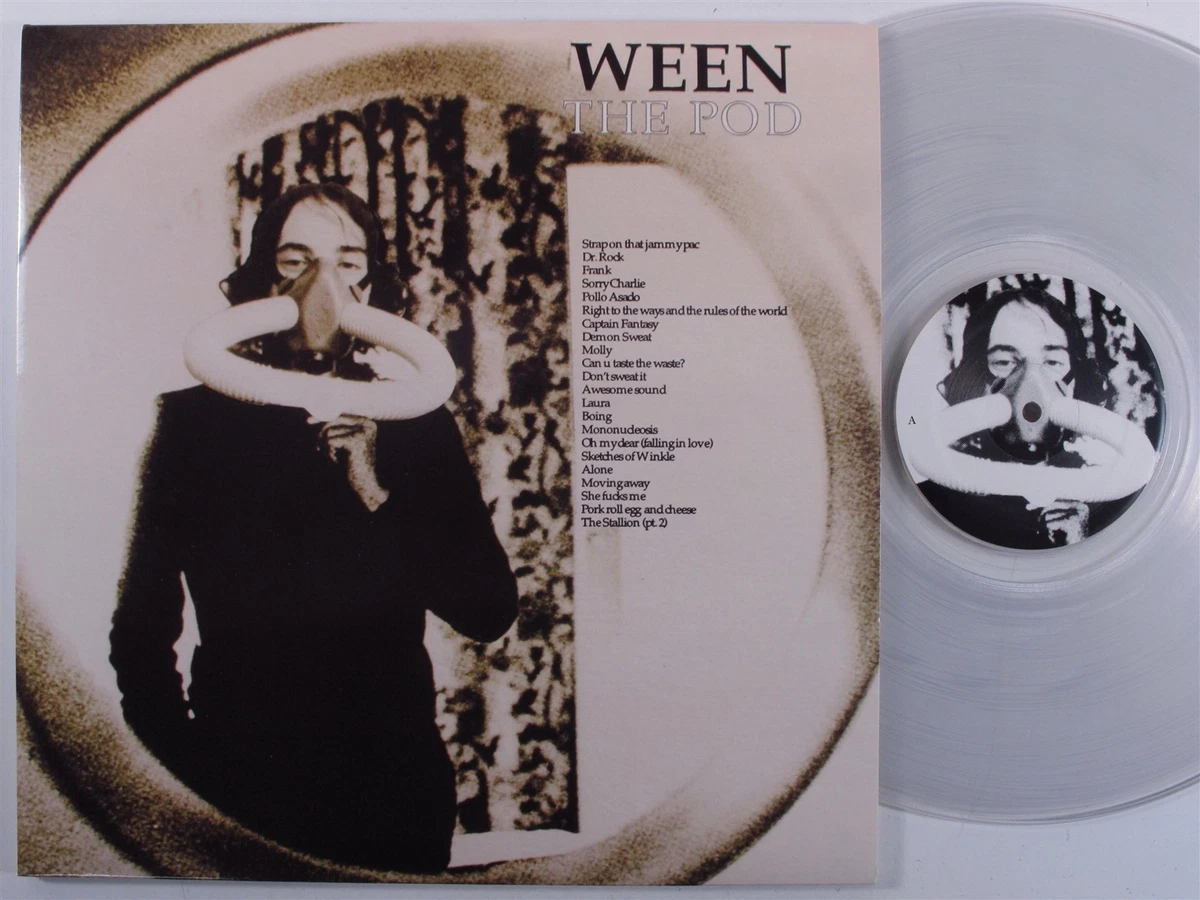 WEEN
THE POD
Strap on that jammypac
Dr. Rock
Frank
Sorry Charlie
Pollo Asado
Right to the ways and the rules of the world
Captain Fantasy
Demon Sweat
Molly
Can u taste the waste?
Don't sweat it
Awesome sound
Laura
Boing
Mononucleosis
Oh my dear (falling in love)
Sketches of Winkle
Alone
Moving away
She fucks me
Pork roll egg and cheese
The Stallion (pt. 2)
A